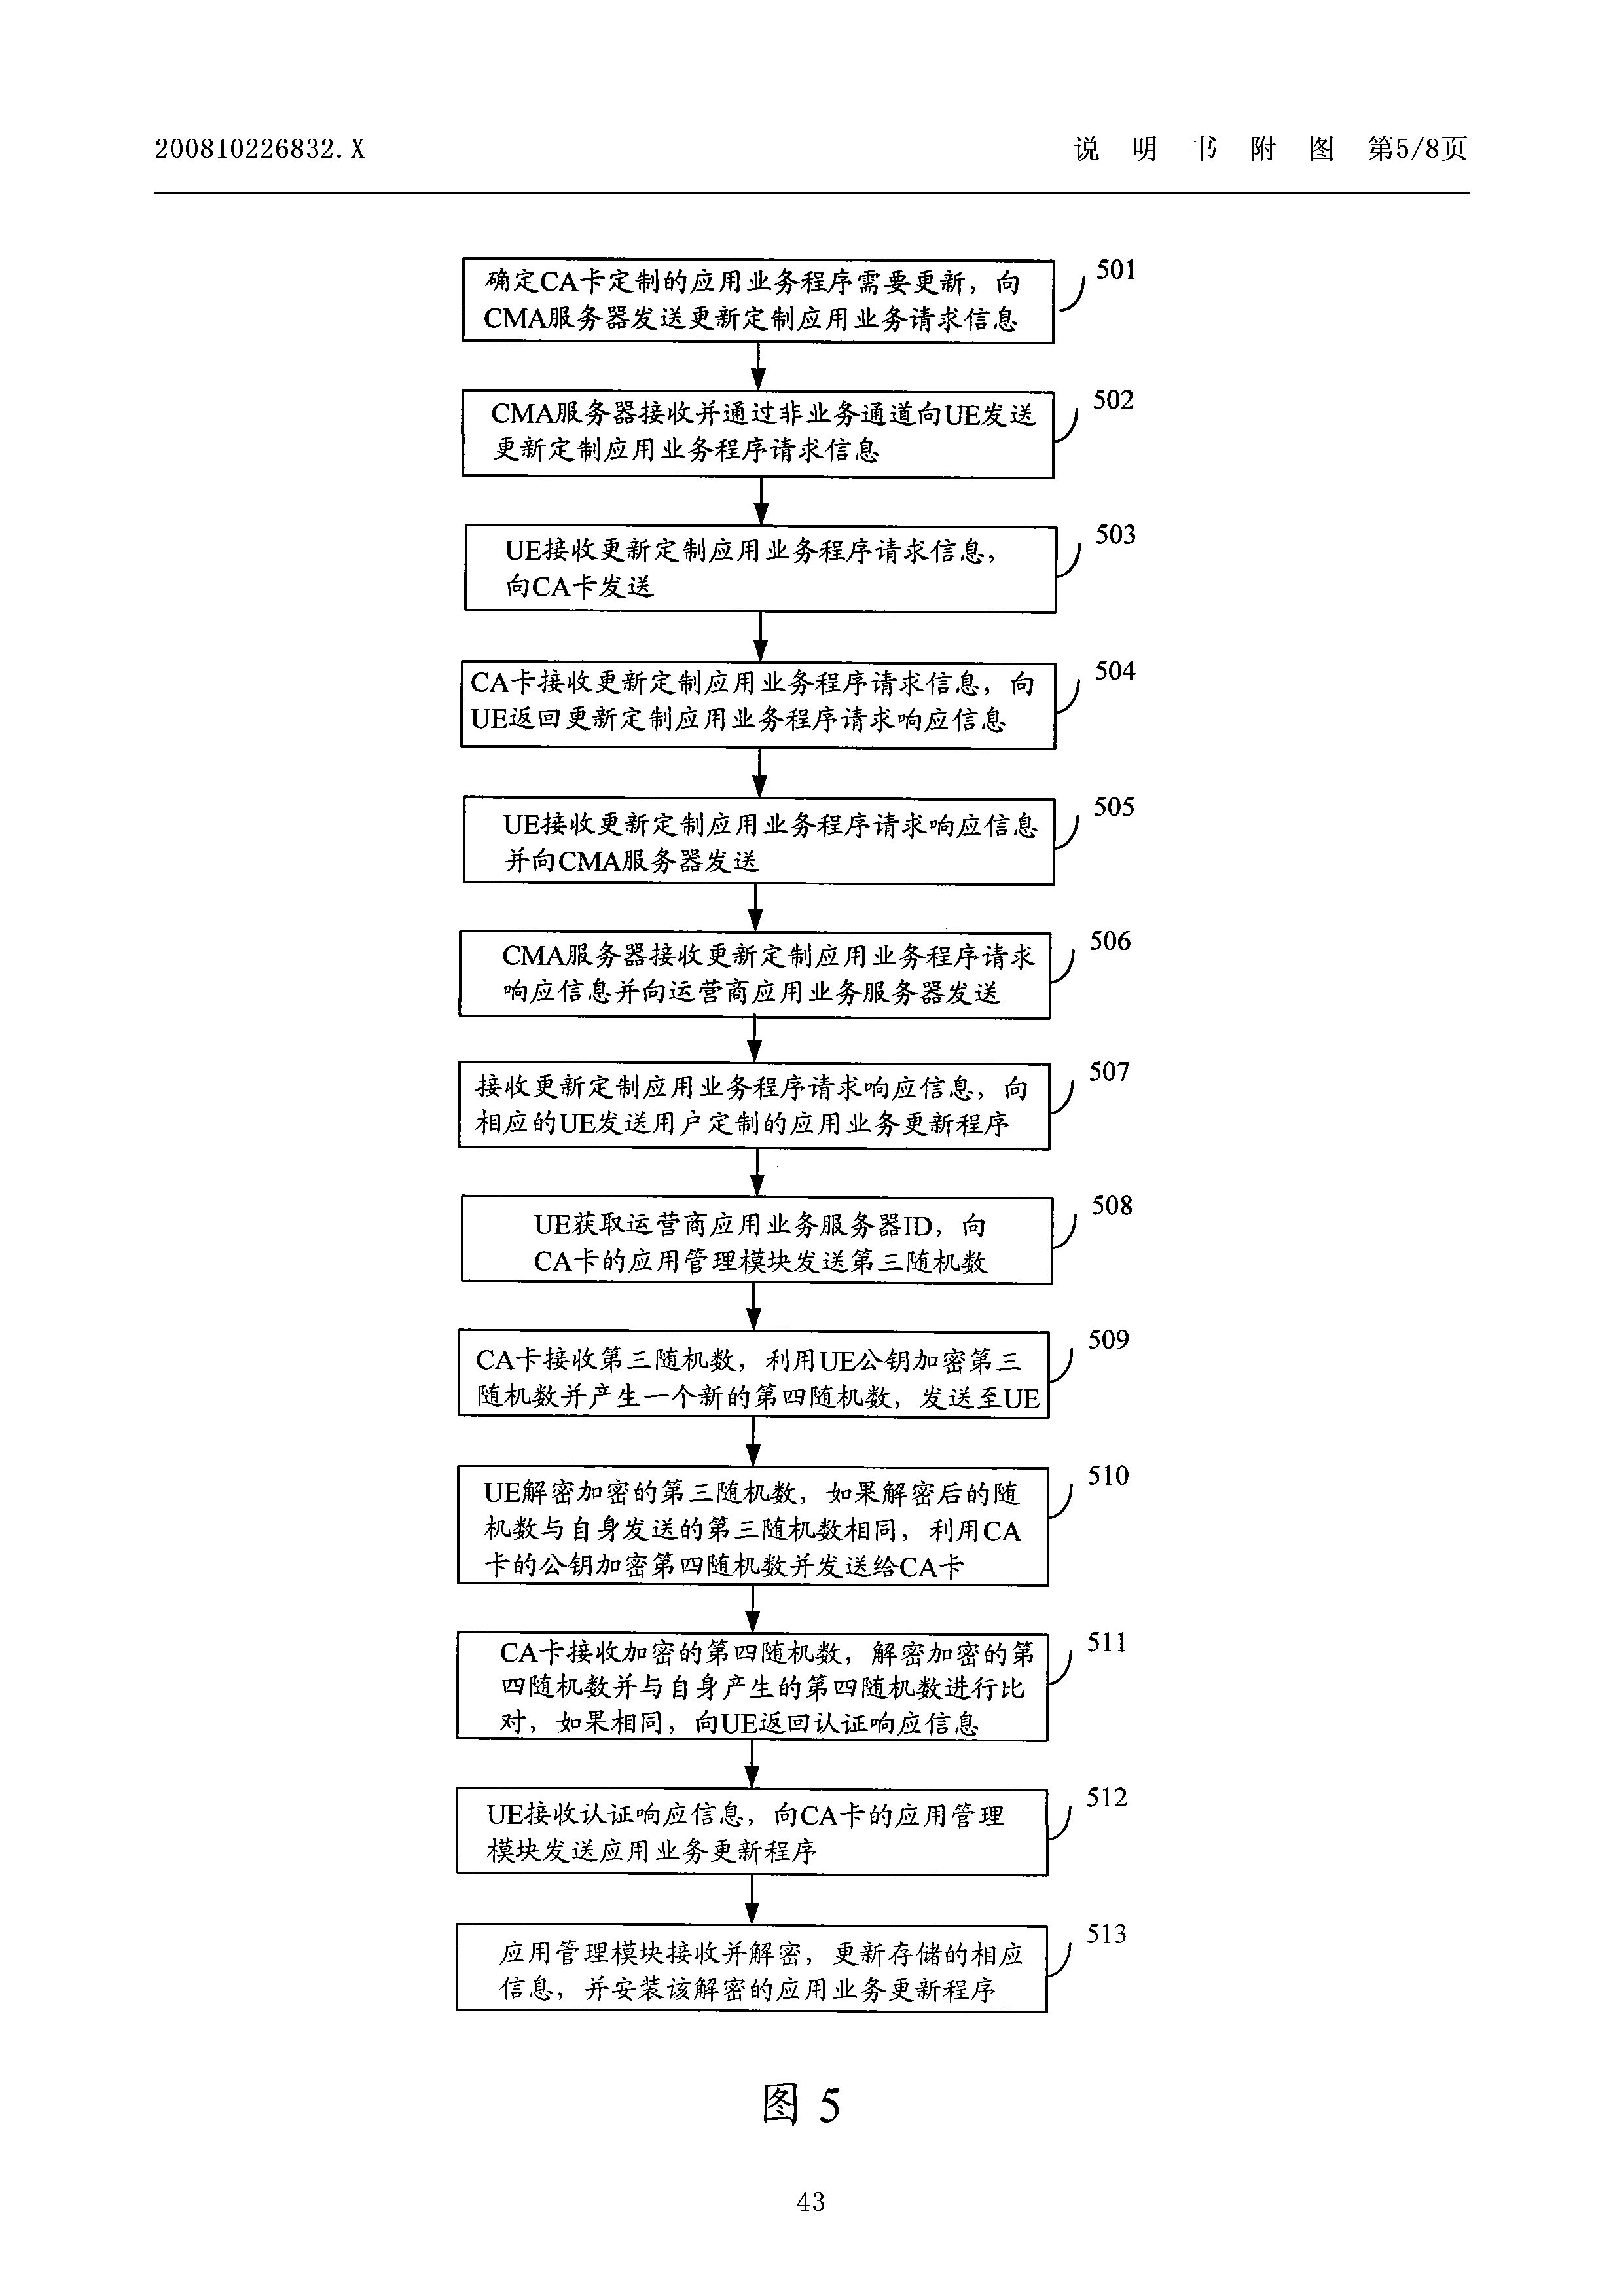 200810226832.X
说 明 书 附 图 第5/8页
501
确定CA卡定制的应用业务程序需要更新，向
CMA服务器发送更新定制应用业务请求信息
502
CMA服务器接收并通过非业务通道向UE发送
更新定制应用业务程序请求信息
503
UE接收更新定制应用业务程序请求信息，
向CA卡发送
504
CA卡接收更新定制应用业务程序请求信息，向
UE返回更新定制应用业务程序请求响应信息
505
UE接收更新定制应用业务程序请求响应信息
并向CMA服务器发送
506
CMA服务器接收更新定制应用业务程序请求
响应信息并向运营商应用业务服务器发送
507
接收更新定制应用业务程序请求响应信息，向
相应的UE发送用户定制的应用业务更新程序
508
UE获取运营商应用业务服务器ID，向
CA卡的应用管理模块发送第三随机数
509
CA卡接收第三随机数，利用UE公钥加密第三
随机数并产生一个新的第四随机数，发送至UE
510
UE解密加密的第三随机数，如果解密后的随
机数与自身发送的第三随机数相同，利用CA
卡的公钥加密第四随机数并发送给CA卡
511
CA卡接收加密的第四随机数，解密加密的第
四随机数并与自身产生的第四随机数进行比
对，如果相同，向UE返回认证响应信息
512
UE接收认证响应信息，向CA卡的应用管理
模块发送应用业务更新程序
513
应用管理模块接收并解密，更新存储的相应
信息，并安装该解密的应用业务更新程序
图 5
43